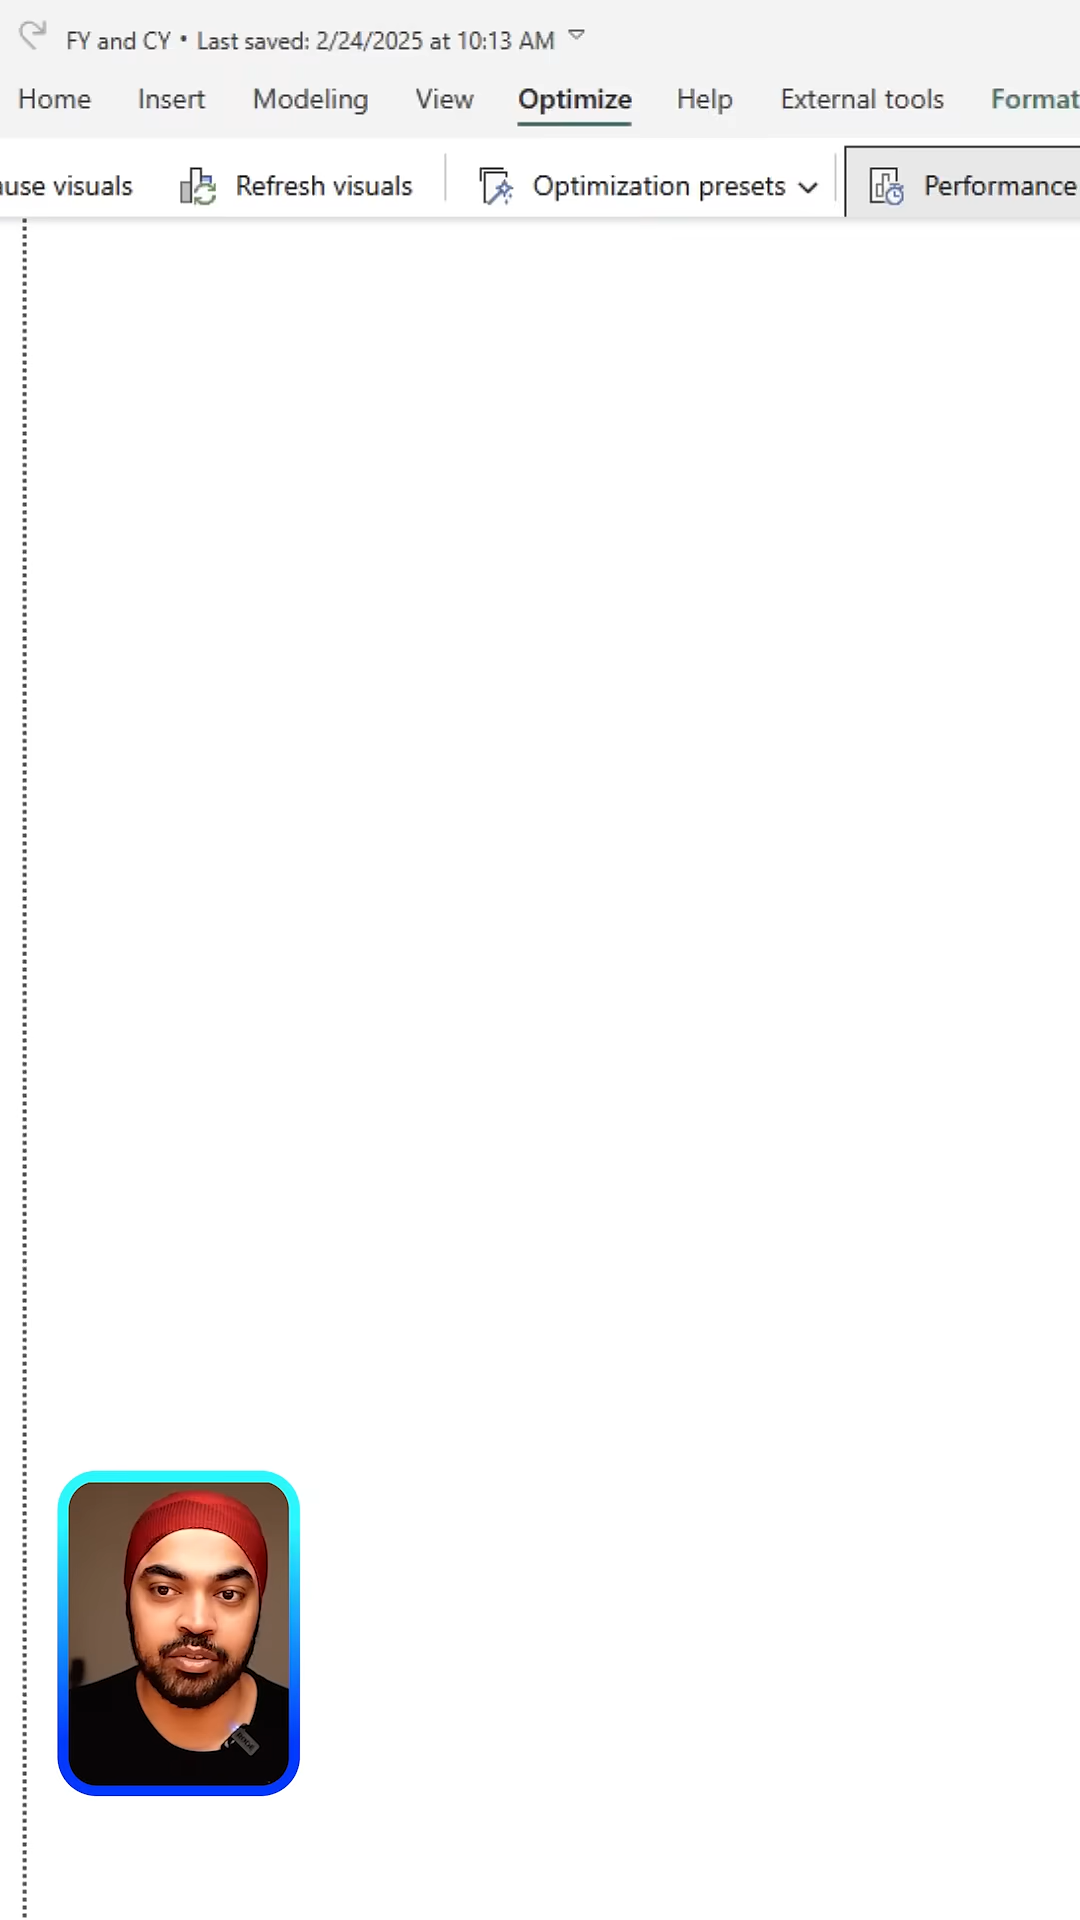 FY and CY • Last saved: 2/24/2025 at 10:13 AM
Home Insert Modeling View Optimize Help External tools Format
use visuals Refresh visuals Optimization presets Performance